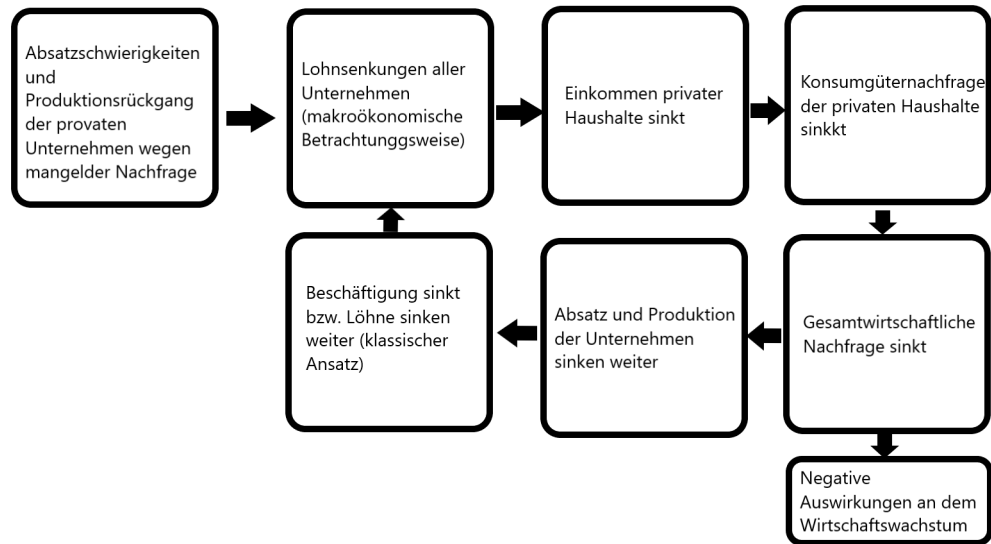 Absatzschwierigkeiten
und
Produktionsrückgang
der provaten
Unternehmen wegen
mangelder Nachfrage
Lohnsenkungen aller
Unternehmen
(makroökonomische
Betrachtunggsweise)
Einkommen privater
Haushalte sinkt
Konsumgüternachfrage
der privaten Haushalte
sinkkt
Gesamtwirtschaftliche
Nachfrage sinkt
Absatz und Produktion
der Unternehmen
sinken weiter
Beschäftigung sinkt
bzw. Löhne sinken
weiter (klassischer
Ansatz)
Negative
Auswirkungen an dem
Wirtschaftswachstum